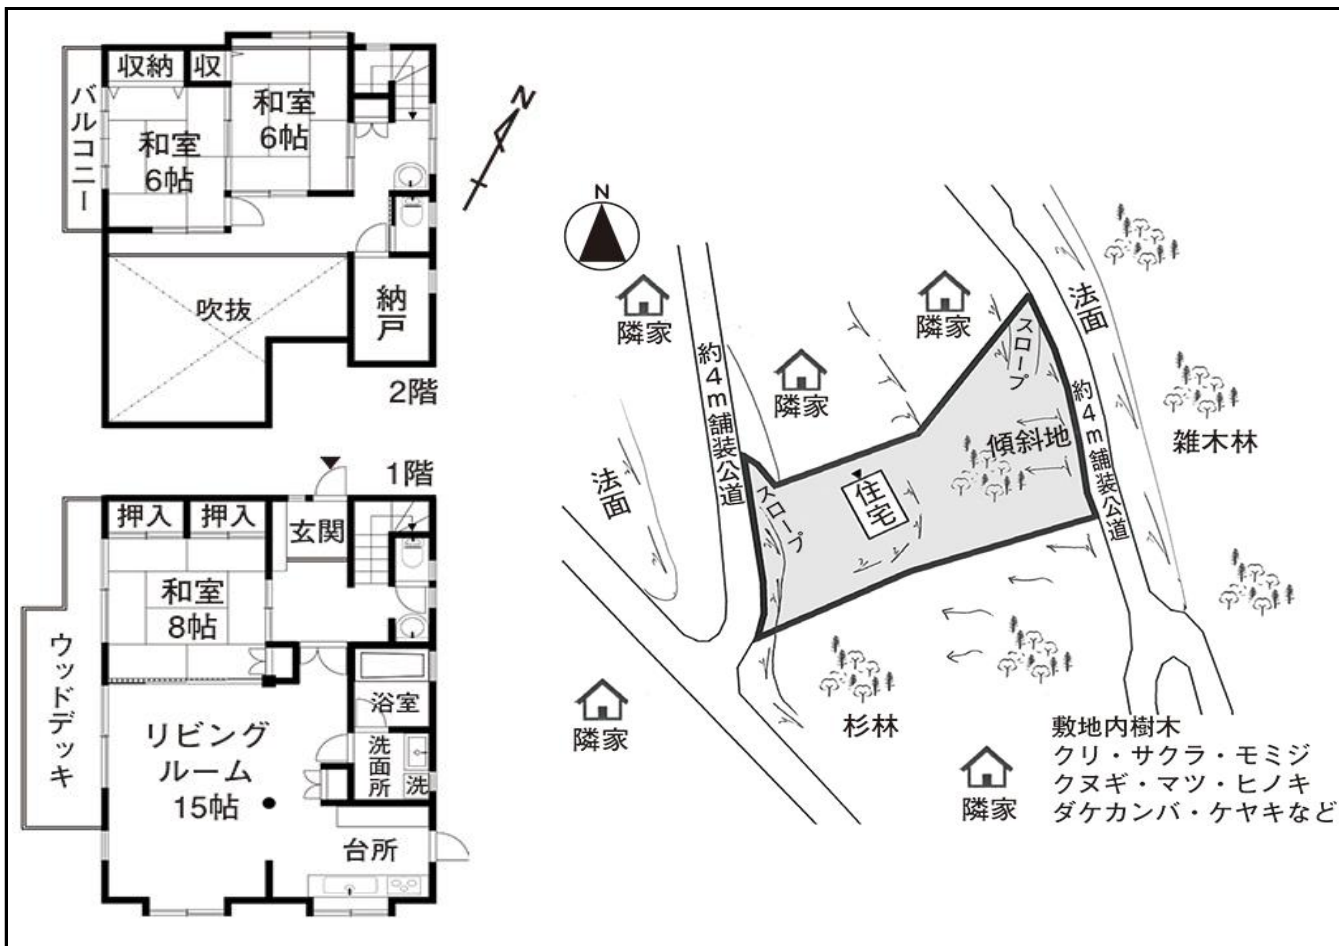 収納
収
バルコニー
和室
6帖
和室
6帖
N
吹抜
納戸
2階
1階
押入
押入
玄関
和室
8帖
ウッドデッキ
浴室
リビング
ルーム
15帖
洗面所
洗
台所
N
隣家
隣家
隣家
約4m舗装公道
法面
スロープ
住宅
スロープ
傾斜地
法面
約4m舗装公道
雑木林
杉林
隣家
隣家
敷地内樹木
クリ・サクラ・モミジ
クヌギ・マツ・ヒノキ
ダケカンバ・ケヤキなど